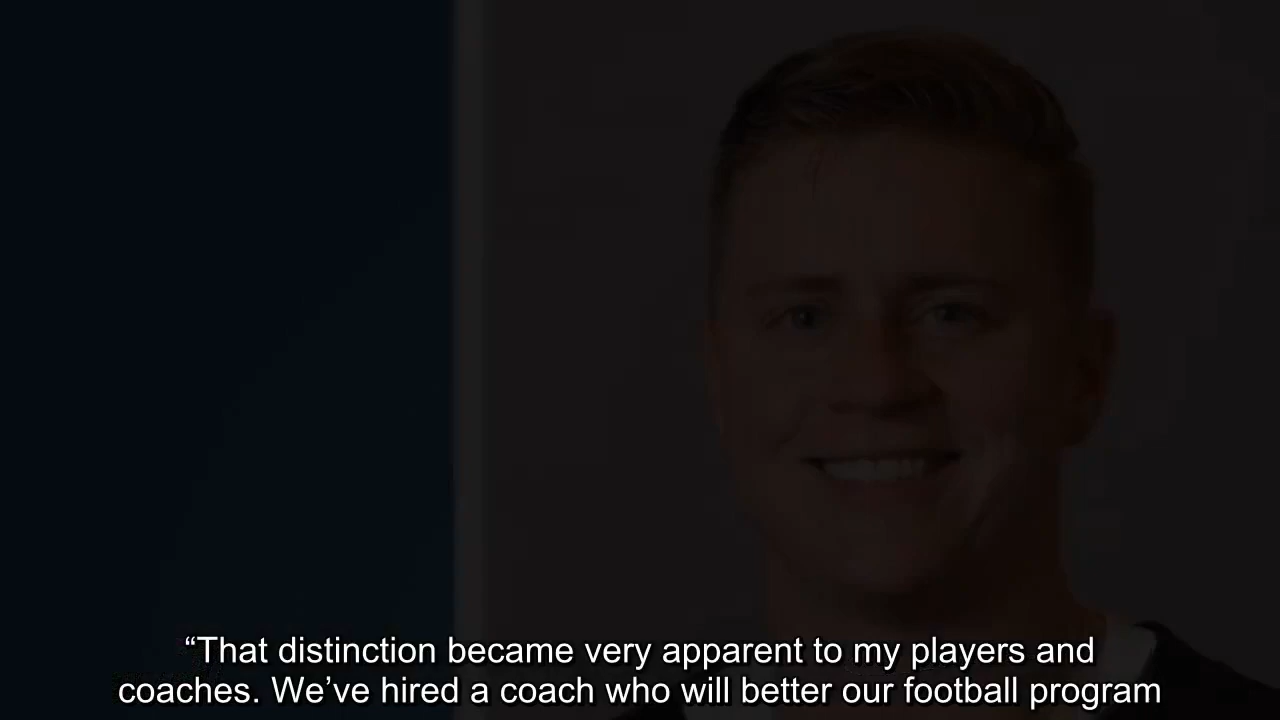 “That distinction became very apparent to my players and
coaches. We’ve hired a coach who will better our football program